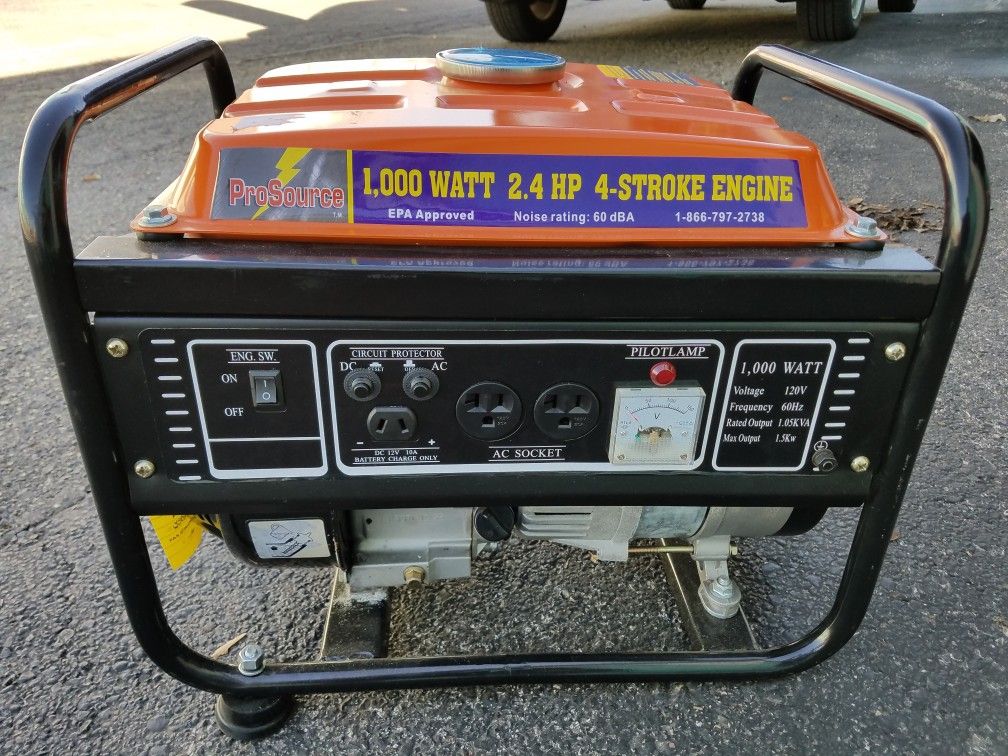 ProSource
T.M.
1,000 WATT 2.4 HP 4-STROKE ENGINE
EPA Approved Noise rating: 60 dBA 1-866-797-2738
ENG. SW.
ON
OFF
CIRCUIT PROTECTOR
DC RESET AC
DC 12V 10A
BATTERY CHARGE ONLY
AC SOCKET
PILOTLAMP
V
1,000 WATT
Voltage 120V
Frequency 60Hz
Rated Output 1.05KVA
Max Output 1.5Kw